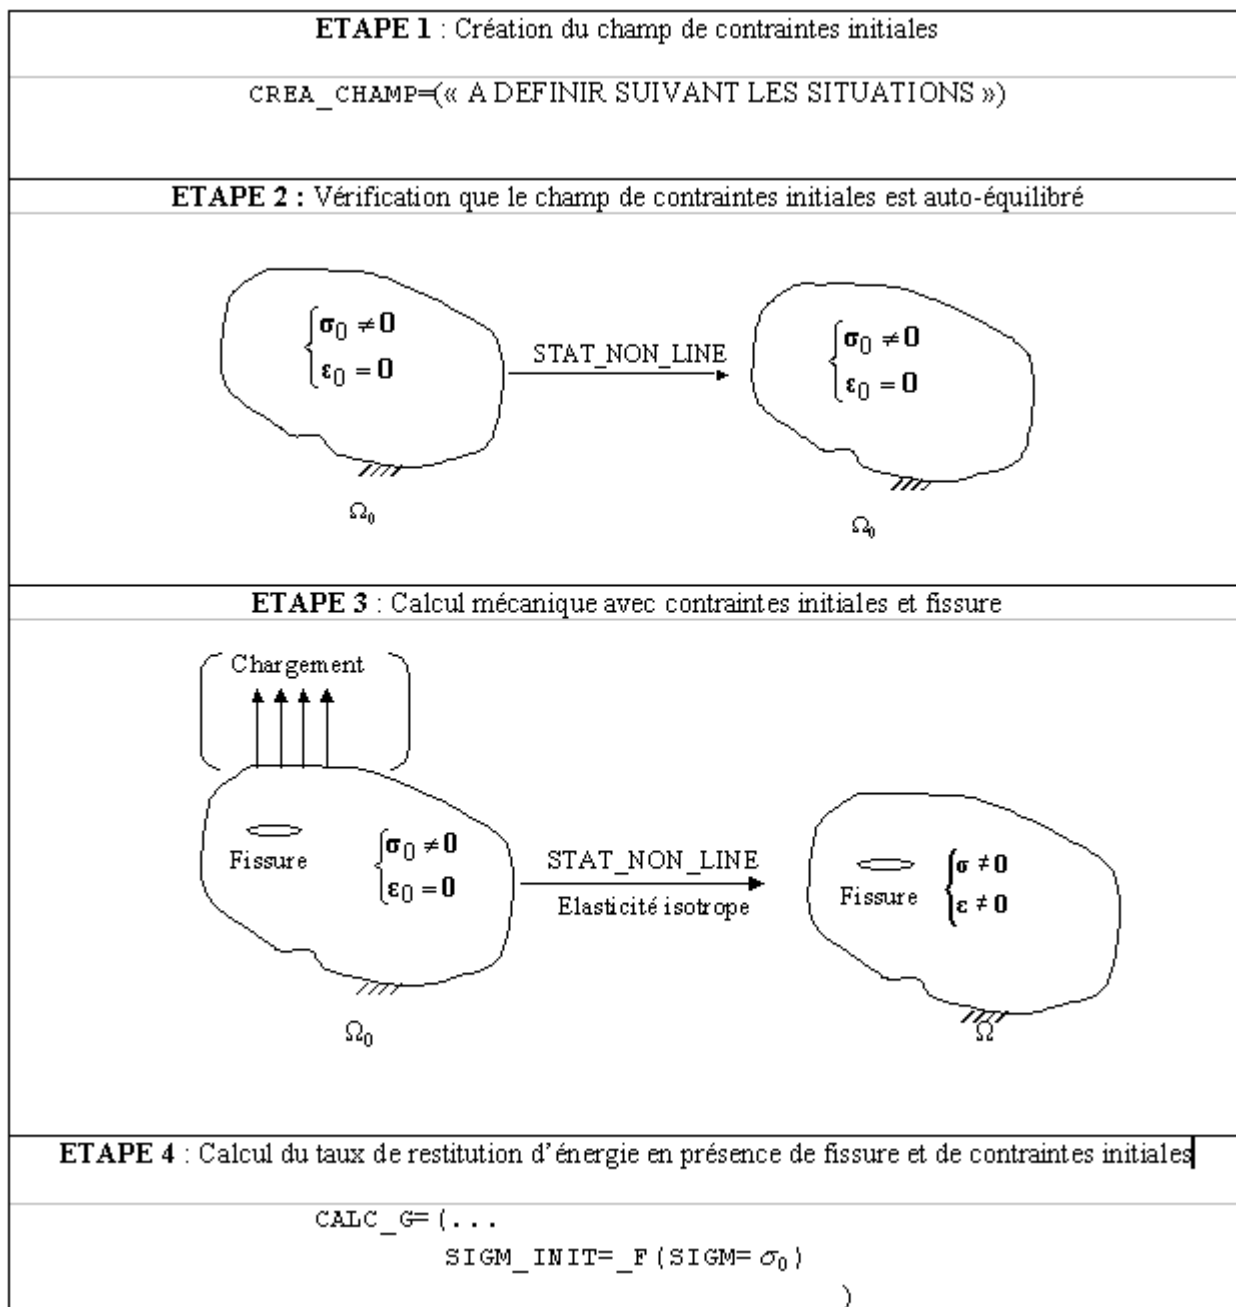 ETAPE 1 : Création du champ de contraintes initiales
CREA_CHAMP=(« A DEFINIR SUIVANT LES SITUATIONS »)
ETAPE 2 : Vérification que le champ de contraintes initiales est auto-équilibré
σ0 ≠ 0
ε0 = 0
STAT_NON_LINE
σ0 ≠ 0
ε0 = 0
Ω0
Ω0
ETAPE 3 : Calcul mécanique avec contraintes initiales et fissure
Chargement
Fissure
σ0 ≠ 0
ε0 = 0
STAT_NON_LINE
Elasticité isotrope
Fissure
σ ≠ 0
ε ≠ 0
Ω0
Ω
ETAPE 4 : Calcul du taux de restitution d'énergie en présence de fissure et de contraintes initiales
CALC_G=(...
SIGM_INIT=_F(SIGM= σ0)
)